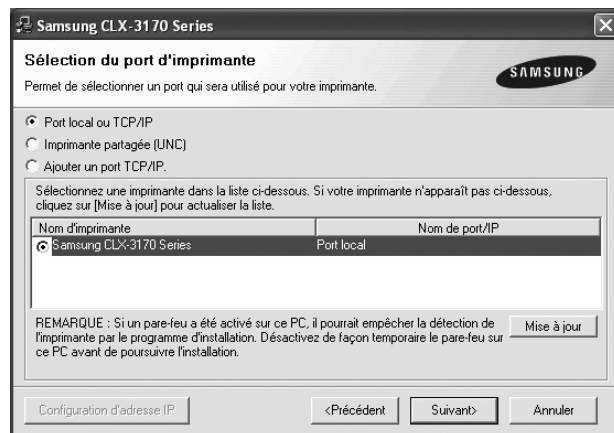 Samsung CLX-3170 Series
Sélection du port d'imprimante
Permet de sélectionner un port qui sera utilisé pour votre imprimante.
SAMSUNG
Port local ou TCP/IP
Imprimante partagée (UNC)
Ajouter un port TCP/IP.
Sélectionnez une imprimante dans la liste ci-dessous. Si votre imprimante n'apparaît pas ci-dessous,
cliquez sur [Mise à jour] pour actualiser la liste.
Nom d'imprimante Nom de port/IP
Samsung CLX-3170 Series Port local
REMARQUE : Si un pare-feu a été activé sur ce PC, il pourrait empêcher la détection de
l'imprimante par le programme d'installation. Désactivez de façon temporaire le pare-feu sur
ce PC avant de poursuivre l'installation.
Mise à jour
Configuration d'adresse IP <Précédent Suivant> Annuler